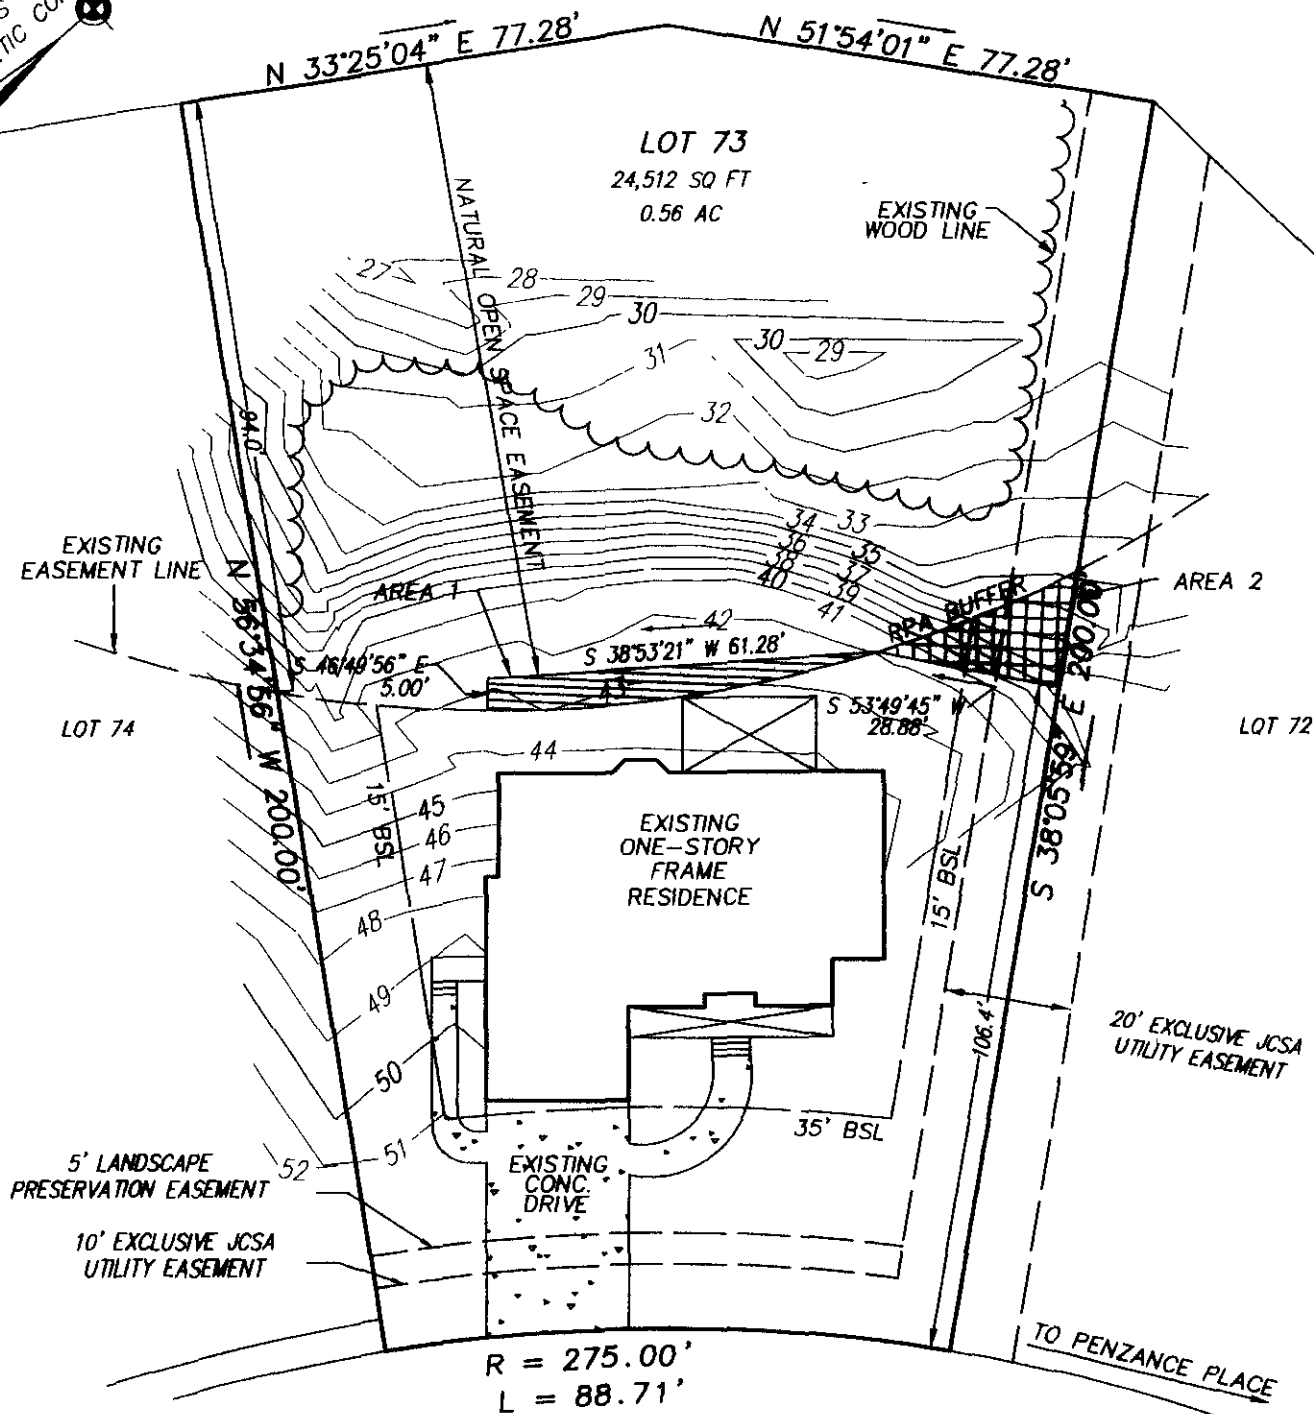 N 33°25'04" E 77.28'
N 51°54'01" E 77.28'
LOT 73
24,512 SQ FT
0.56 AC
EXISTING
WOOD LINE
NATURAL OPEN SPACE EASEMENT
27
28
29
30
31
30
29
32
94.0'
34
33
36
35
38
37
40
39
41
42
EXISTING
EASEMENT LINE
AREA 1
RPA BUFFER
AREA 2
S 38°53'21" W 61.28'
S 46°49'56" E
5.00'
43
S 53°49'45" W
28.88'
N 56°34'56" W 200.00'
S 38°05'59" E 200.00'
LOT 74
LOT 72
44
15' BSL
45
46
47
48
49
50
51
52
EXISTING
ONE-STORY
FRAME
RESIDENCE
15' BSL
106.4'
20' EXCLUSIVE JCSA
UTILITY EASEMENT
35' BSL
5' LANDSCAPE
PRESERVATION EASEMENT
EXISTING
CONC.
DRIVE
10' EXCLUSIVE JCSA
UTILITY EASEMENT
TO PENZANCE PLACE
R = 275.00'
L = 88.71'